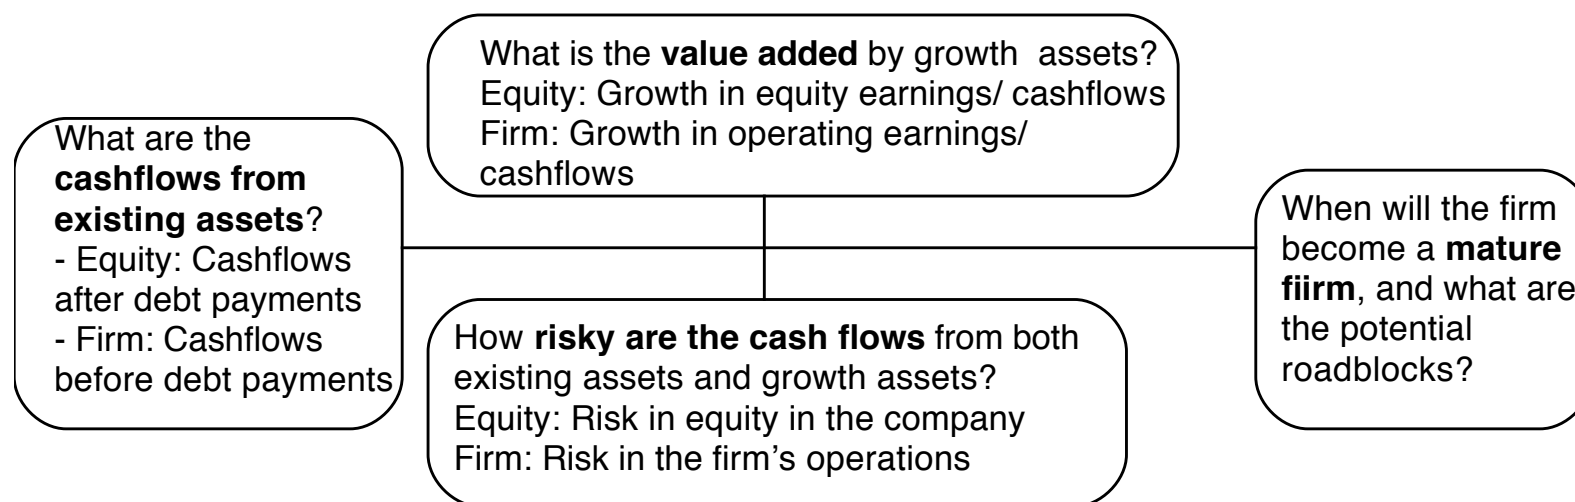 What is the value added by growth assets?
Equity: Growth in equity earnings/ cashflows
Firm: Growth in operating earnings/
cashflows
What are the
cashflows from
existing assets?
- Equity: Cashflows
after debt payments
- Firm: Cashflows
before debt payments
When will the firm
become a mature
fiirm, and what are
the potential
roadblocks?
How risky are the cash flows from both
existing assets and growth assets?
Equity: Risk in equity in the company
Firm: Risk in the firm’s operations